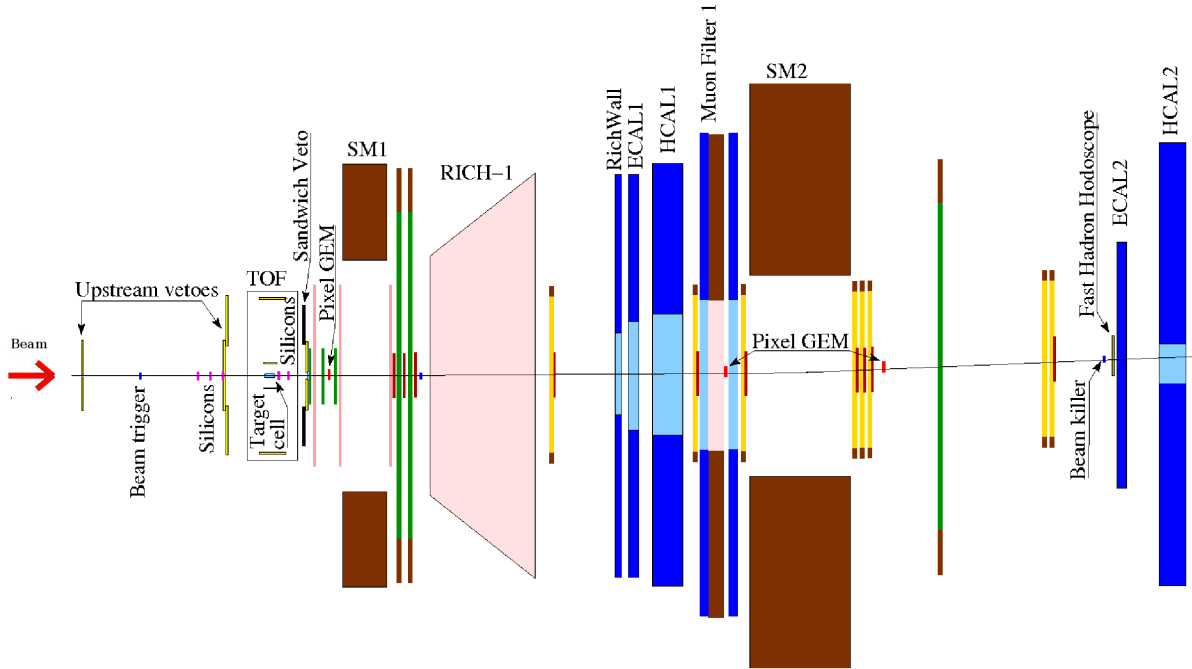 SM2
Muon Filter 1
HCAL2
RichWall
ECAL1
HCAL1
Sandwich Veto
SM1
Pixel GEM
RICH−1
Fast Hadron Hodoscope
ECAL2
TOF
Upstream vetoes
Silicons
Beam
Pixel GEM
Beam trigger
Silicons
Target
cell
Beam killer